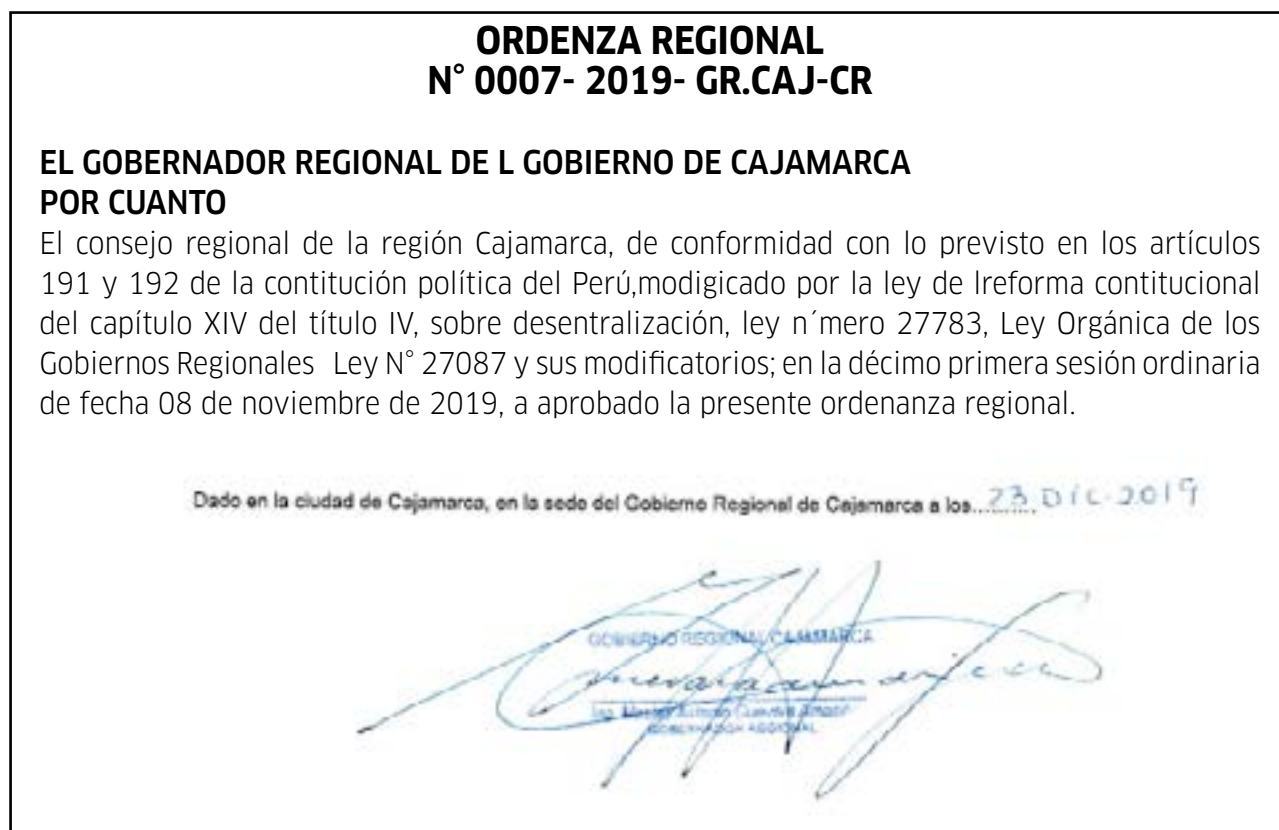 ORDENZA REGIONAL
N° 0007- 2019- GR.CAJ-CR
EL GOBERNADOR REGIONAL DE L GOBIERNO DE CAJAMARCA
POR CUANTO
El consejo regional de la región Cajamarca, de conformidad con lo previsto en los artículos
191 y 192 de la contitución política del Perú,modigicado por la ley de lreforma contitucional
del capítulo XIV del título IV, sobre desentralización, ley n´mero 27783, Ley Orgánica de los
Gobiernos Regionales Ley N° 27087 y sus modificatorios; en la décimo primera sesión ordinaria
de fecha 08 de noviembre de 2019, a aprobado la presente ordenanza regional.
Dado en la ciudad de Cajamarca, en la sede del Gobierno Regional de Cajamarca a los.......... 23 DIC. 2019
GOBIERNO REGIONAL CAJAMARCA
Ing.
GOBERNADOR REGIONAL